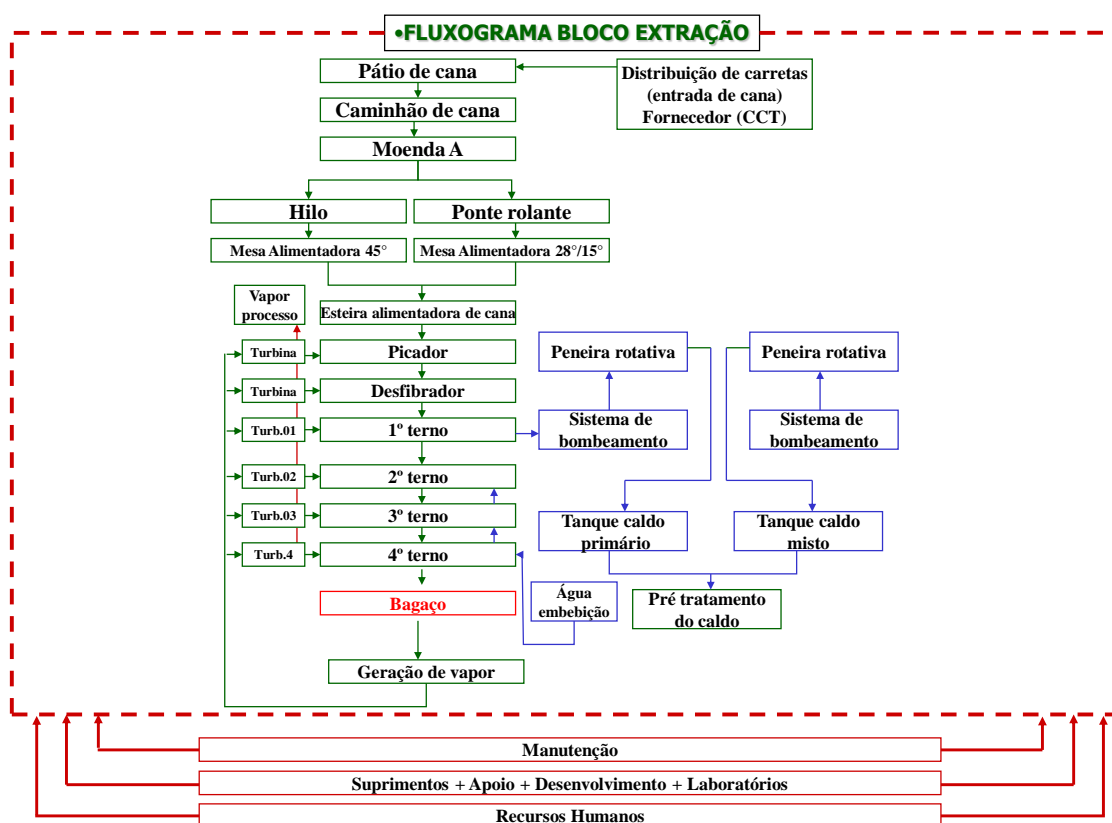 •FLUXOGRAMA BLOCO EXTRAÇÃO
Pátio de cana
Distribuição de carretas
(entrada de cana)
Fornecedor (CCT)
Caminhão de cana
Moenda A
Hilo
Ponte rolante
Mesa Alimentadora 45°
Mesa Alimentadora 28°/15°
Vapor
processo
Esteira alimentadora de cana
Turbina
Picador
Peneira rotativa
Peneira rotativa
Turbina
Desfibrador
Turb.01
1º terno
Sistema de
bombeamento
Sistema de
bombeamento
Turb.02
2º terno
Turb.03
3º terno
Tanque caldo
primário
Tanque caldo
misto
Turb.4
4º terno
Bagaço
Água
embebição
Pré tratamento
do caldo
Geração de vapor
Manutenção
Suprimentos + Apoio + Desenvolvimento + Laboratórios
Recursos Humanos